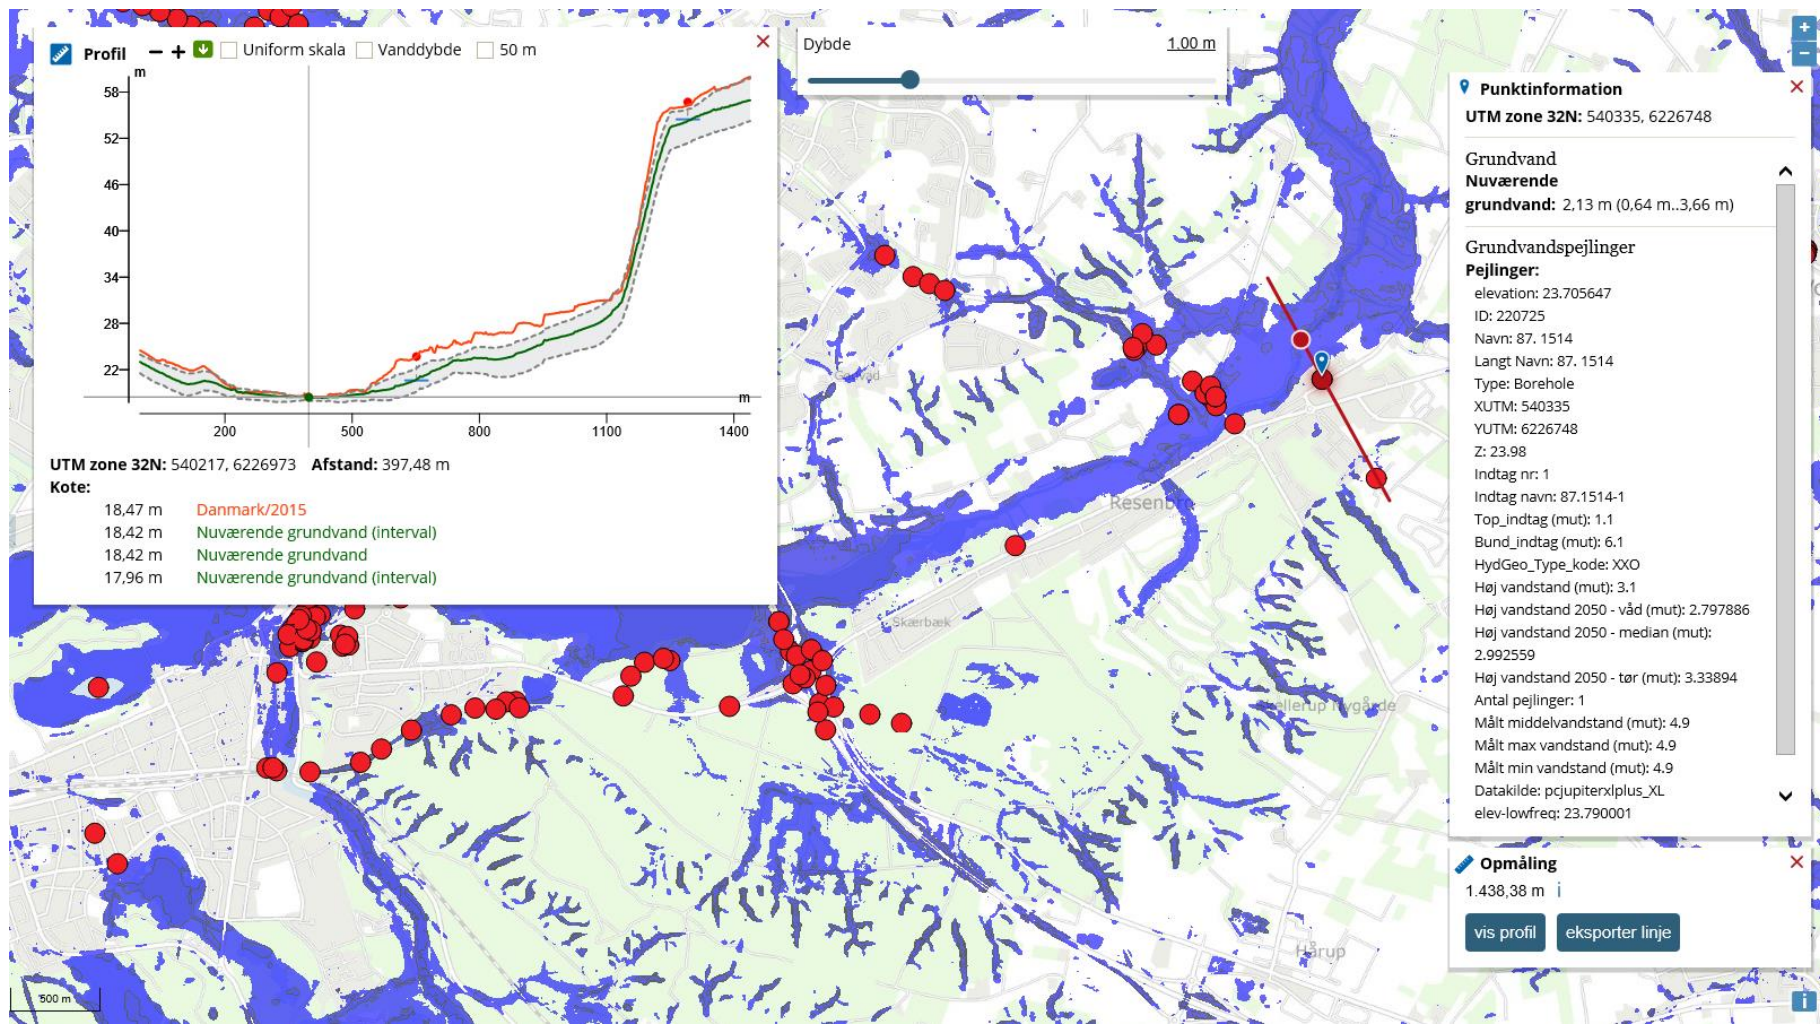 Profil − + Uniform skala Vanddybde 50 m
m
58
52
46
40
34
28
22
m
200 500 800 1100 1400
UTM zone 32N: 540217, 6226973 Afstand: 397,48 m
Kote:
18,47 m Danmark/2015
18,42 m Nuværende grundvand (interval)
18,42 m Nuværende grundvand
17,96 m Nuværende grundvand (interval)
Dybde 1.00 m
+
−
Punktinformation
UTM zone 32N: 540335, 6226748
Grundvand
Nuværende
grundvand: 2,13 m (0,64 m..3,66 m)
Grundvandspejlinger
Pejlinger:
elevation: 23.705647
ID: 220725
Navn: 87. 1514
Langt Navn: 87. 1514
Type: Borehole
XUTM: 540335
YUTM: 6226748
Z: 23.98
Indtag nr: 1
Indtag navn: 87.1514-1
Top_indtag (mut): 1.1
Bund_indtag (mut): 6.1
HydGeo_Type_kode: XXO
Høj vandstand (mut): 3.1
Høj vandstand 2050 - våd (mut): 2.797886
Høj vandstand 2050 - median (mut):
2.992559
Høj vandstand 2050 - tør (mut): 3.33894
Antal pejlinger: 1
Målt middelvandstand (mut): 4.9
Målt max vandstand (mut): 4.9
Målt min vandstand (mut): 4.9
Datakilde: pcjupiterxlplus_XL
elev-lowfreq: 23.790001
Opmåling
1.438,38 m i
vis profil eksporter linje
Resenbro
Skærbæk
Hårup
500 m
i